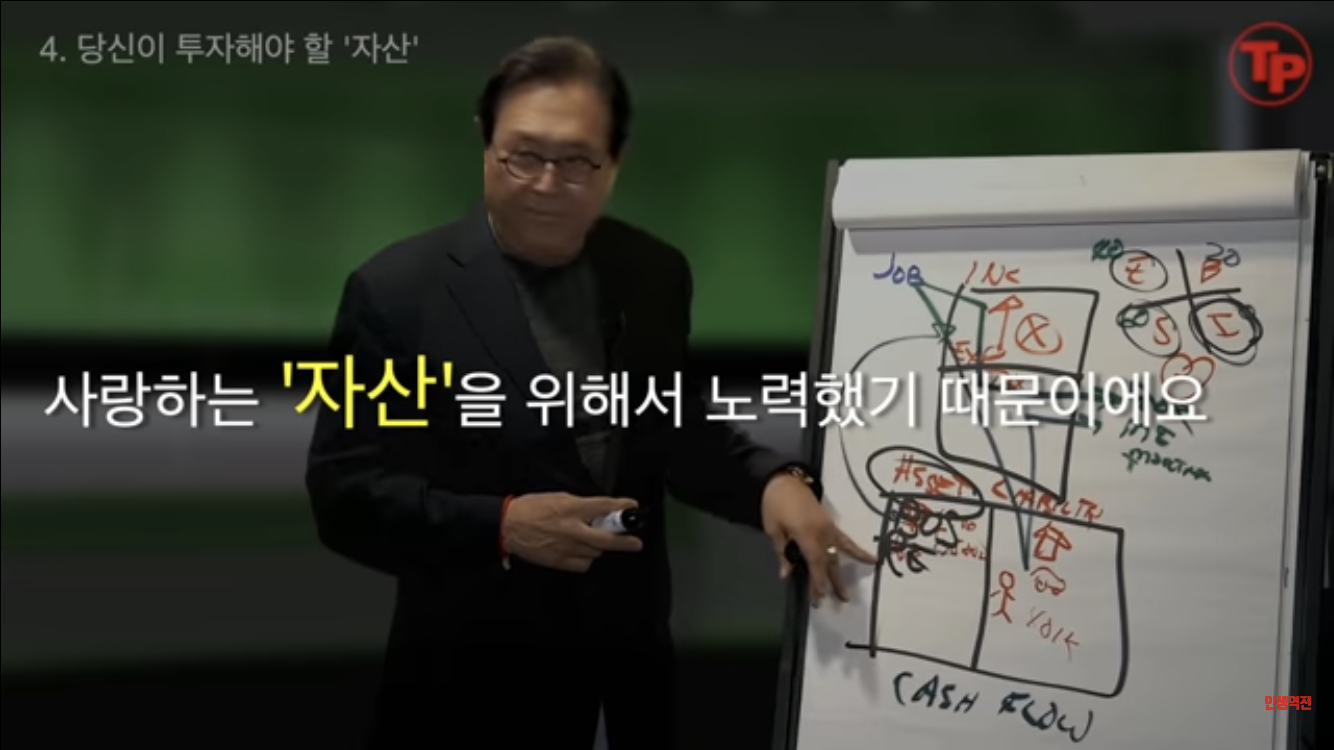 4. 당신이 투자해야 할 '자산'
TP
사랑하는 '자산'을 위해서 노력했기 때문이에요
JOB
INC
E
B
S
I
X
ASSET
BUS
RE
401K
CASH FLOW
인생역전